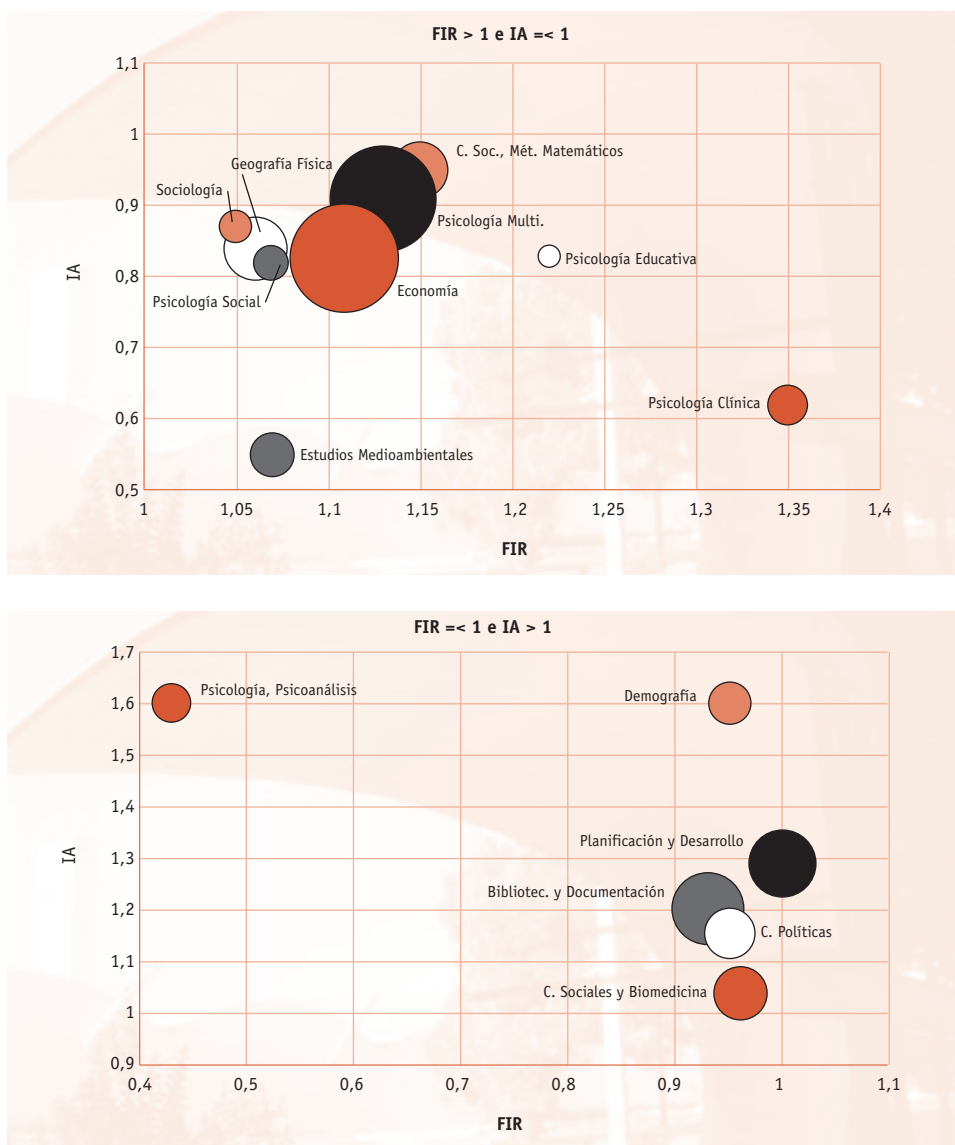 FIR > 1 e IA =< 1
1,1
1
0,9
0,8
0,7
0,6
0,5
IA
C. Soc., Mét. Matemáticos
Geografía Física
Sociología
Psicología Multi.
Psicología Educativa
Psicología Social
Economía
Psicología Clínica
Estudios Medioambientales
1 1,05 1,1 1,15 1,2 1,25 1,3 1,35 1,4
FIR
FIR =< 1 e IA > 1
1,7
1,6
1,5
1,4
1,3
1,2
1,1
1
0,9
IA
Psicología, Psicoanálisis
Demografía
Planificación y Desarrollo
Bibliotec. y Documentación
C. Políticas
C. Sociales y Biomedicina
0,4 0,5 0,6 0,7 0,8 0,9 1 1,1
FIR